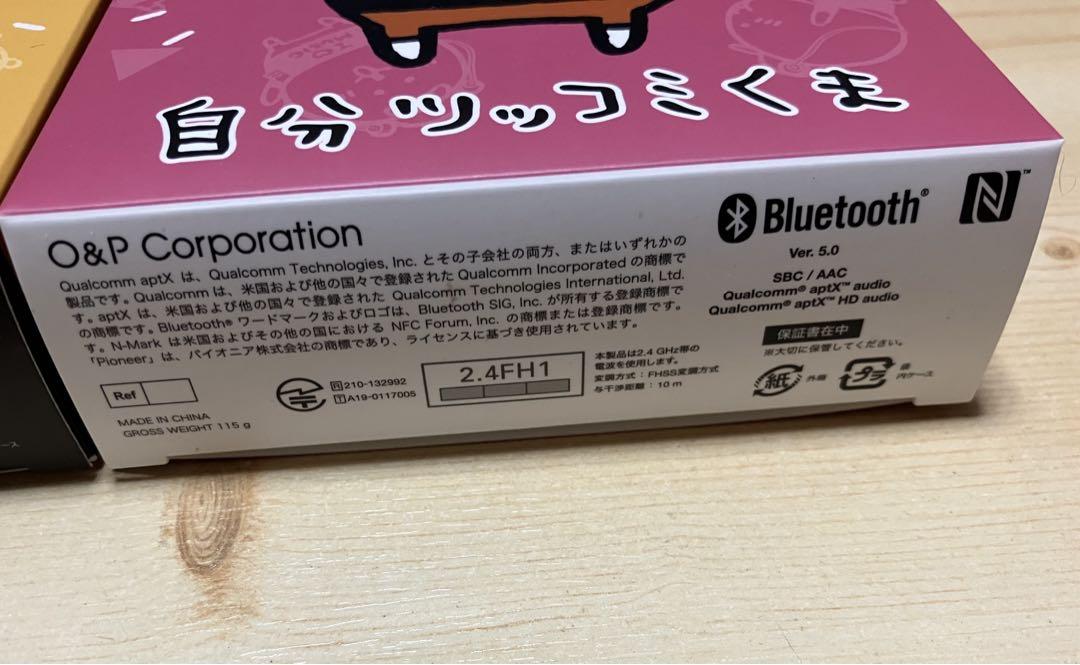 自分ツッコミくま
O&P Corporation
Qualcomm aptX は、Qualcomm Technologies, Inc. とその子会社の両方、またはいずれかの
製品です。Qualcomm は、米国および他の国々で登録された Qualcomm Incorporated の商標で
す。aptX は、米国および他の国々で登録された Qualcomm Technologies International, Ltd.
の商標です。Bluetooth® ワードマークおよびロゴは、Bluetooth SIG, Inc. が所有する登録商標で
す。N-Mark は米国およびその他の国における NFC Forum, Inc. の商標または登録商標です。
「Pioneer」は、パイオニア株式会社の商標であり、ライセンスに基づき使用されています。
Bluetooth®
Ver. 5.0
SBC / AAC
Qualcomm® aptX™ audio
Qualcomm® aptX™ HD audio
保証書在中
※大切に保管してください。
Ref
MADE IN CHINA
GROSS WEIGHT 115 g
R 210-132992
T A19-0117005
2.4FH1
本製品は2.4 GHz帯の
電波を使用します。
変調方式：FHSS変調方式
与干渉距離：10 m
紙 外箱
プラ 袋
内ケース